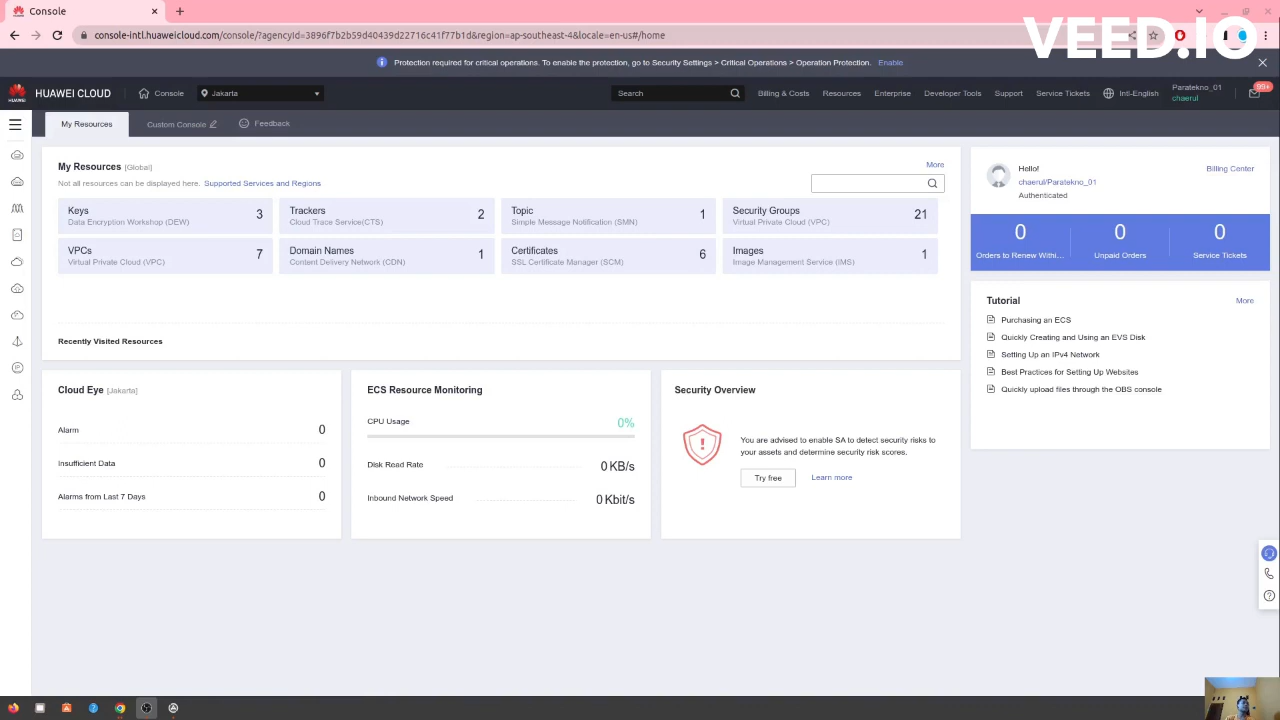 Console
VEED.IO
console-intl.huaweicloud.com/console/?agencyId=3896f7b2b59d40419d2273c41f77b1d&region=ap-southeast-4&locale=en-us#/home
Protection required for critical operations. To enable the protection, go to Security Settings > Critical Operations > Operation Protection. Enable
HUAWEI
HUAWEI CLOUD Console Jakarta Search Billing & Costs Resources Enterprise Developer Tools Support Service Tickets Intl-English Paratekno_01 99+
chaerul
My Resources Custom Console Feedback
My Resources [Global] More
Not all resources can be displayed here. Supported Services and Regions
Keys 3
Data Encryption Workshop (DEW)
Trackers 2
Cloud Trace Service(CTS)
Topic 1
Simple Message Notification (SMN)
Security Groups 21
Virtual Private Cloud (VPC)
VPCs 7
Virtual Private Cloud (VPC)
Domain Names 1
Content Delivery Network (CDN)
Certificates 6
SSL Certificate Manager (SCM)
Images 1
Image Management Service (IMS)
Recently Visited Resources
Hello! Billing Center
chaerul/Paratekno_01
Authenticated
0 0 0
Orders to Renew Withi... Unpaid Orders Service Tickets
Tutorial More
Purchasing an ECS
Quickly Creating and Using an EVS Disk
Setting Up an IPv4 Network
Best Practices for Setting Up Websites
Quickly upload files through the OBS console
Cloud Eye [Jakarta]
Alarm 0
Insufficient Data 0
Alarms from Last 7 Days 0
ECS Resource Monitoring
CPU Usage 0%
Disk Read Rate 0 KB/s
Inbound Network Speed 0 Kbit/s
Security Overview
You are advised to enable SA to detect security risks to
your assets and determine security risk scores.
Try free Learn more